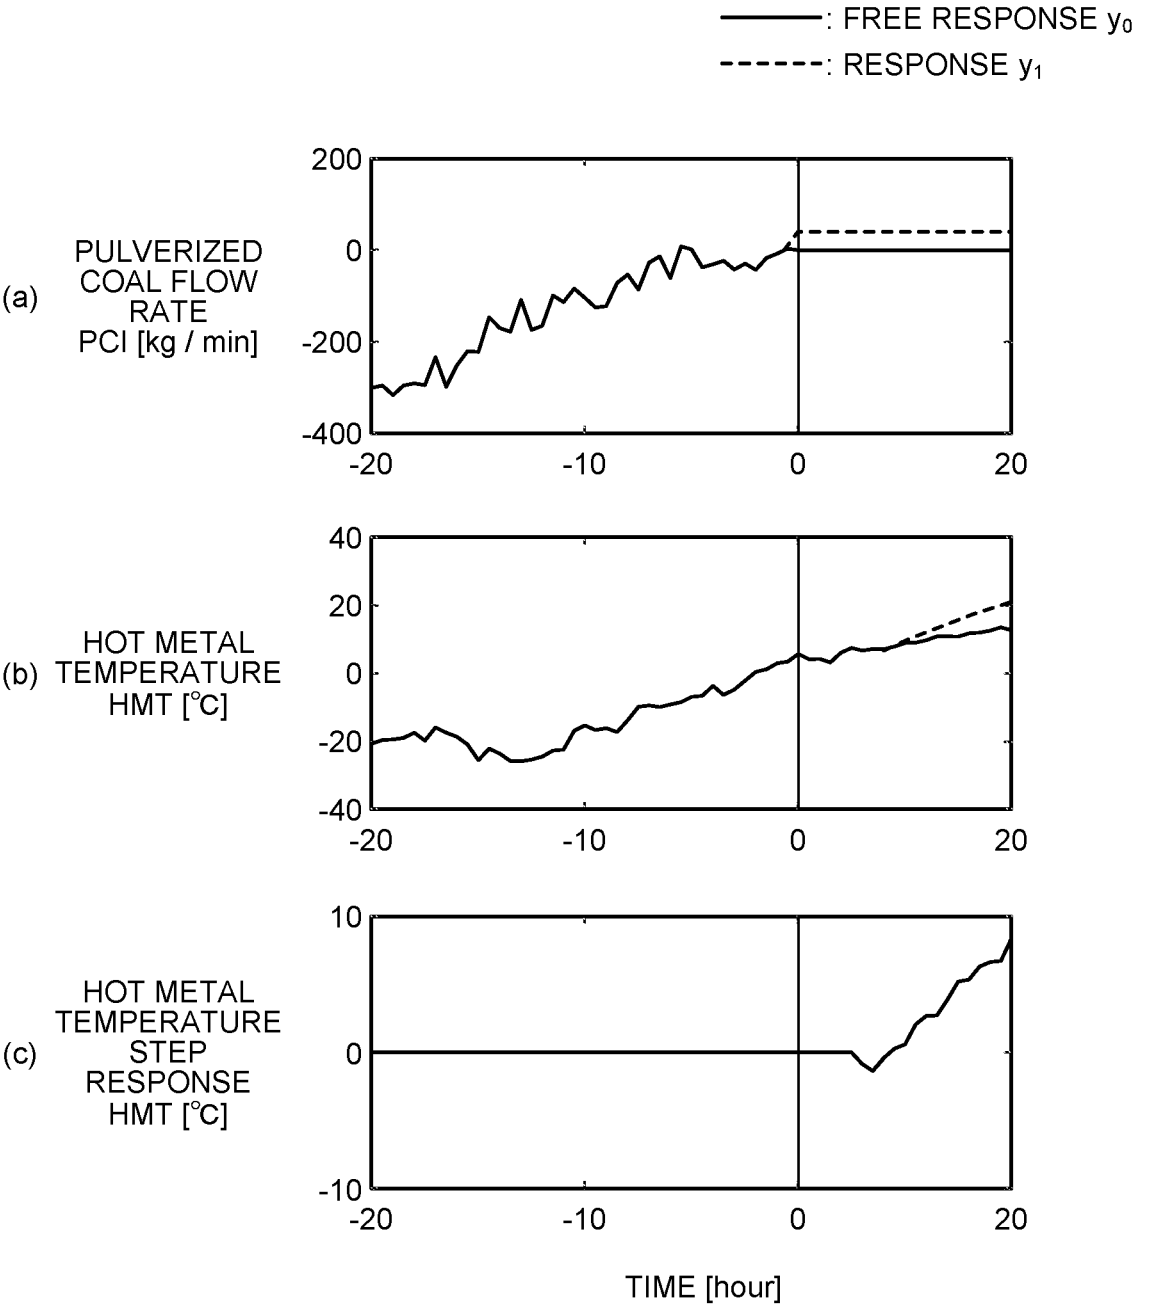 : FREE RESPONSE y₀
: RESPONSE y₁
(a)
PULVERIZED
COAL FLOW
RATE
PCI [kg / min]
200
0
-200
-400
-20
-10
0
20
(b)
HOT METAL
TEMPERATURE
HMT [℃]
40
20
0
-20
-40
-20
-10
0
20
(c)
HOT METAL
TEMPERATURE
STEP
RESPONSE
HMT [℃]
10
0
-10
-20
-10
0
20
TIME [hour]